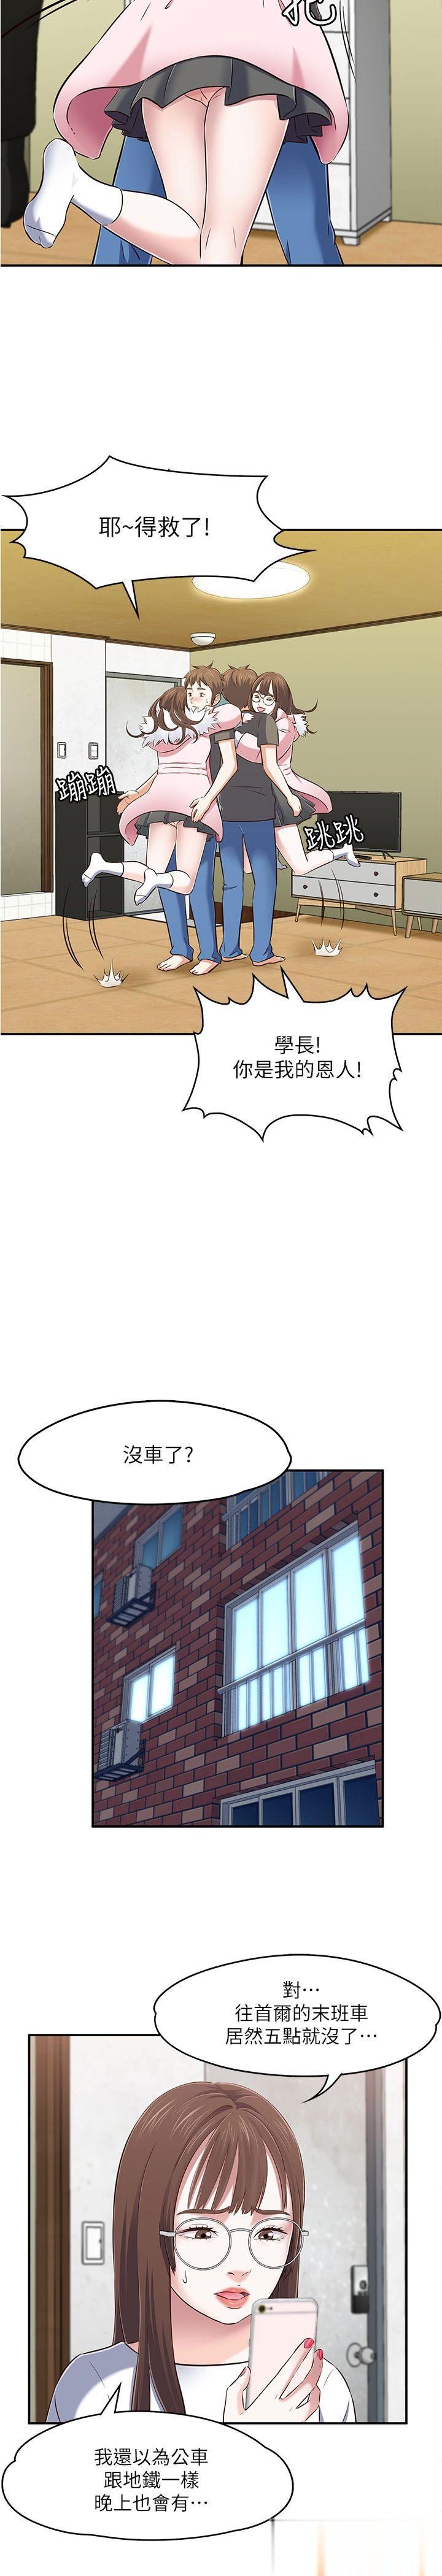 耶~得救了!
蹦蹦
跳跳
學長!
你是我的恩人!
沒車了?
對…
往首爾的末班車
居然五點就沒了…
我還以為公車
跟地鐵一樣
晚上也會有…